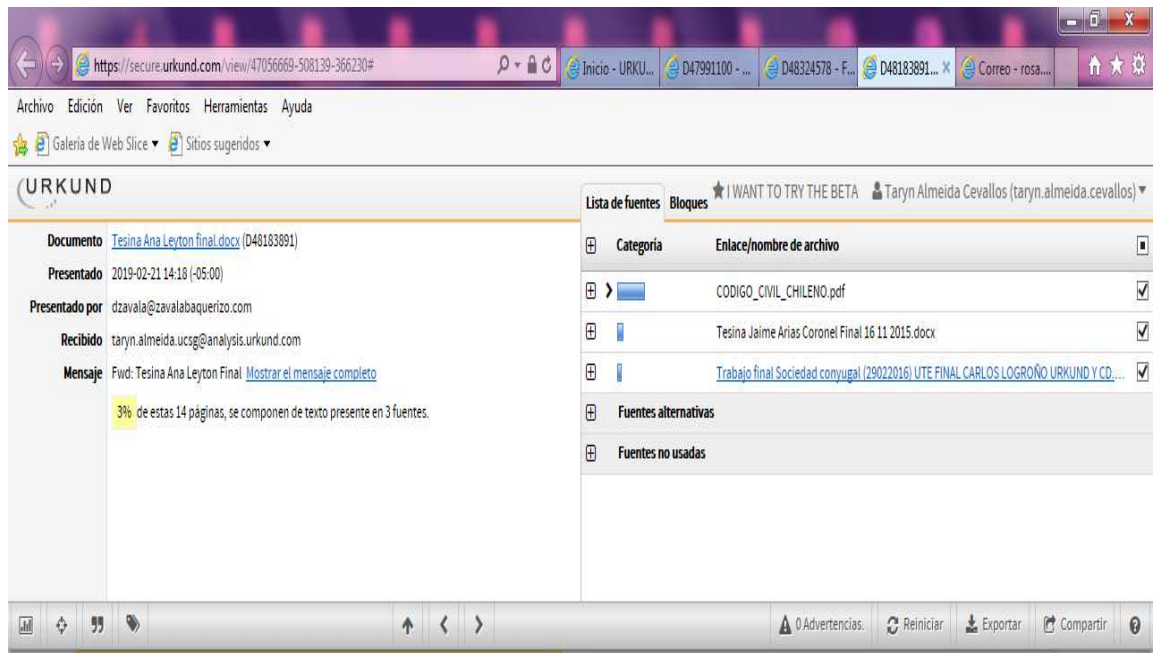 https://secure.urkund.com/view/47056669-508139-366230#
Inicio - URKU...
D47991100 - ...
D48324578 - F...
D48183891...
Correo - rosa....
Archivo Edición Ver Favoritos Herramientas Ayuda
Galería de Web Slice
Sitios sugeridos
URKUND
Documento Tesina Ana Leyton final.docx (D48183891)
Presentado 2019-02-21 14:18 (-05:00)
Presentado por dzavala@zavalabaquerizo.com
Recibido taryn.almeida.ucsg@analysis.urkund.com
Mensaje Fwd: Tesina Ana Leyton Final Mostrar el mensaje completo
3% de estas 14 páginas, se componen de texto presente en 3 fuentes.
Lista de fuentes Bloques
I WANT TO TRY THE BETA
Taryn Almeida Cevallos (taryn.almeida.cevallos)
Categoría Enlace/nombre de archivo
CODIGO_CIVIL_CHILENO.pdf
Tesina Jaime Arias Coronel Final 16 11 2015.docx
Trabajo final Sociedad conyugal (29022016) UTE FINAL CARLOS LOGROÑO URKUND Y CD....
Fuentes alternativas
Fuentes no usadas
0 Advertencias.
Reiniciar
Exportar
Compartir